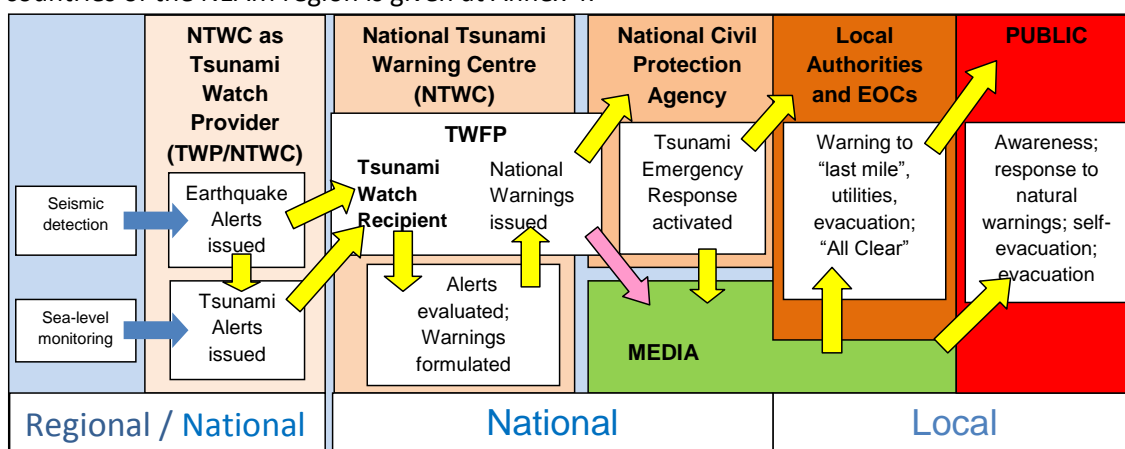 NTWC as
Tsunami
Watch
Provider
(TWP/NTWC)
National Tsunami
Warning Centre
(NTWC)
National Civil
Protection
Agency
Local
Authorities
and EOCs
PUBLIC
Seismic
detection
Sea-level
monitoring
Earthquake
Alerts
issued
Tsunami
Alerts
issued
TWFP
Tsunami
Watch
Recipient
National
Warnings
issued
Alerts
evaluated;
Warnings
formulated
Tsunami
Emergency
Response
activated
MEDIA
Warning to
“last mile”,
utilities,
evacuation;
“All Clear”
Awareness;
response to
natural
warnings; self-
evacuation;
evacuation
Regional / National
National
Local